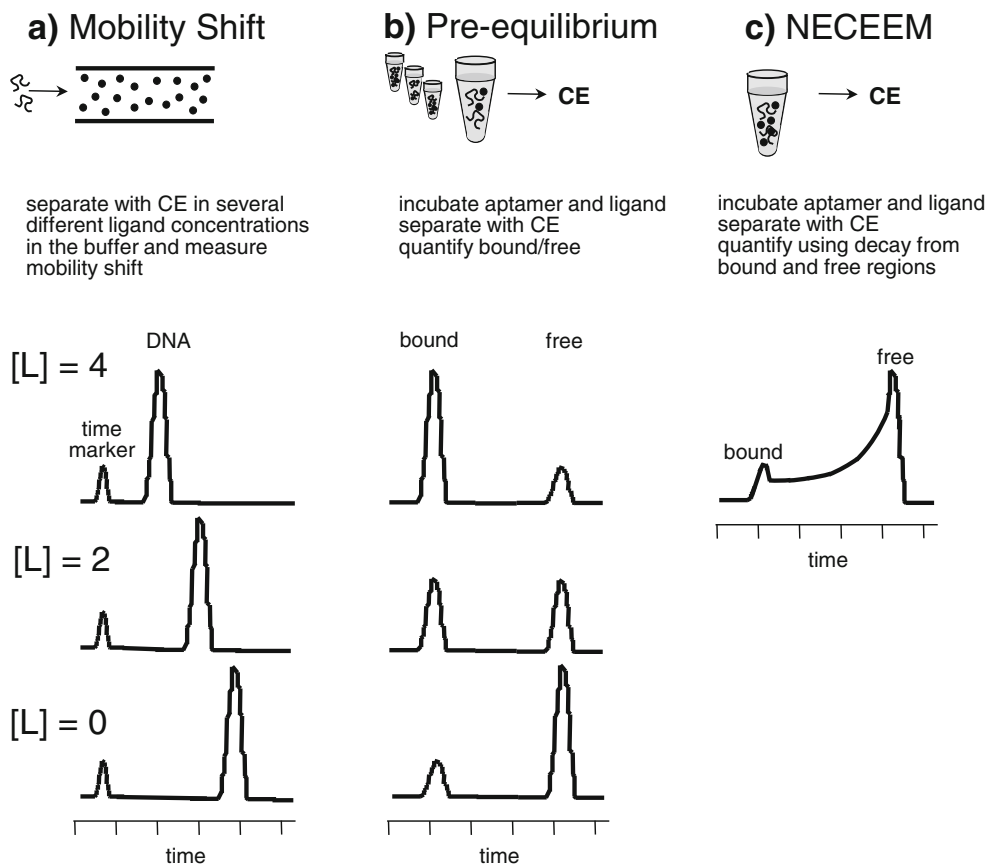 a) Mobility Shift
separate with CE in several
different ligand concentrations
in the buffer and measure
mobility shift
DNA
[L] = 4
time
marker
[L] = 2
[L] = 0
time
b) Pre-equilibrium
CE
incubate aptamer and ligand
separate with CE
quantify bound/free
bound
free
time
c) NECEEM
CE
incubate aptamer and ligand
separate with CE
quantify using decay from
bound and free regions
free
bound
time